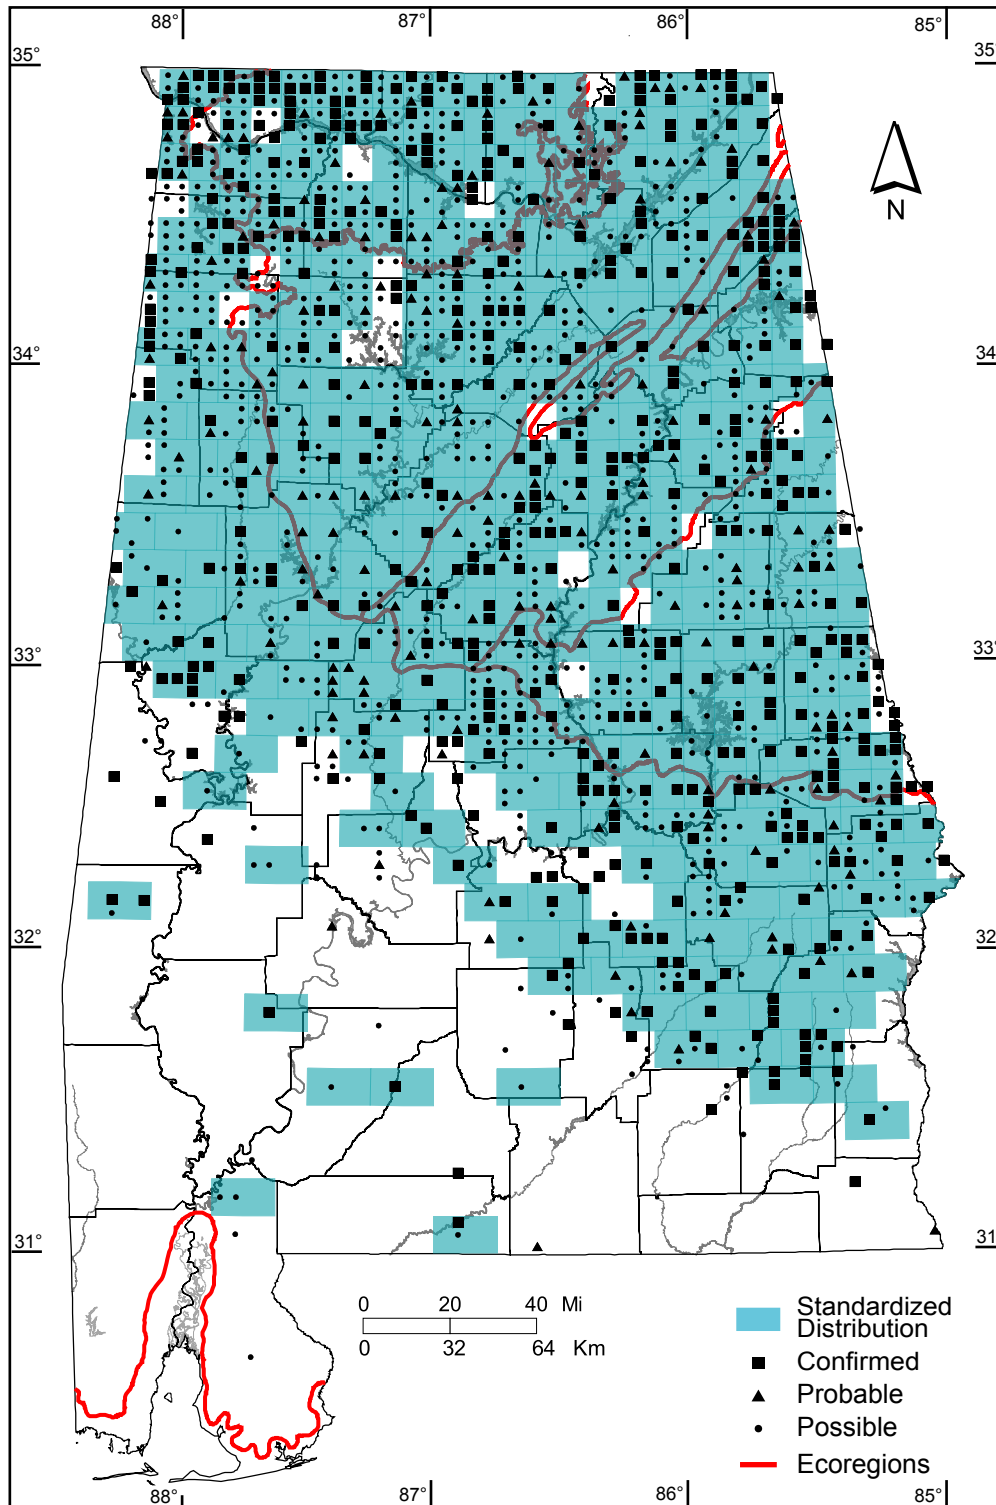 88° 87° 86° 85°
35° 35°
N
34° 34
33° 33°
32° 32
31° 31
0 20 40 Mi
0 32 64 Km
Standardized
Distribution
Confirmed
Probable
Possible
Ecoregions
88° 87° 86° 85°